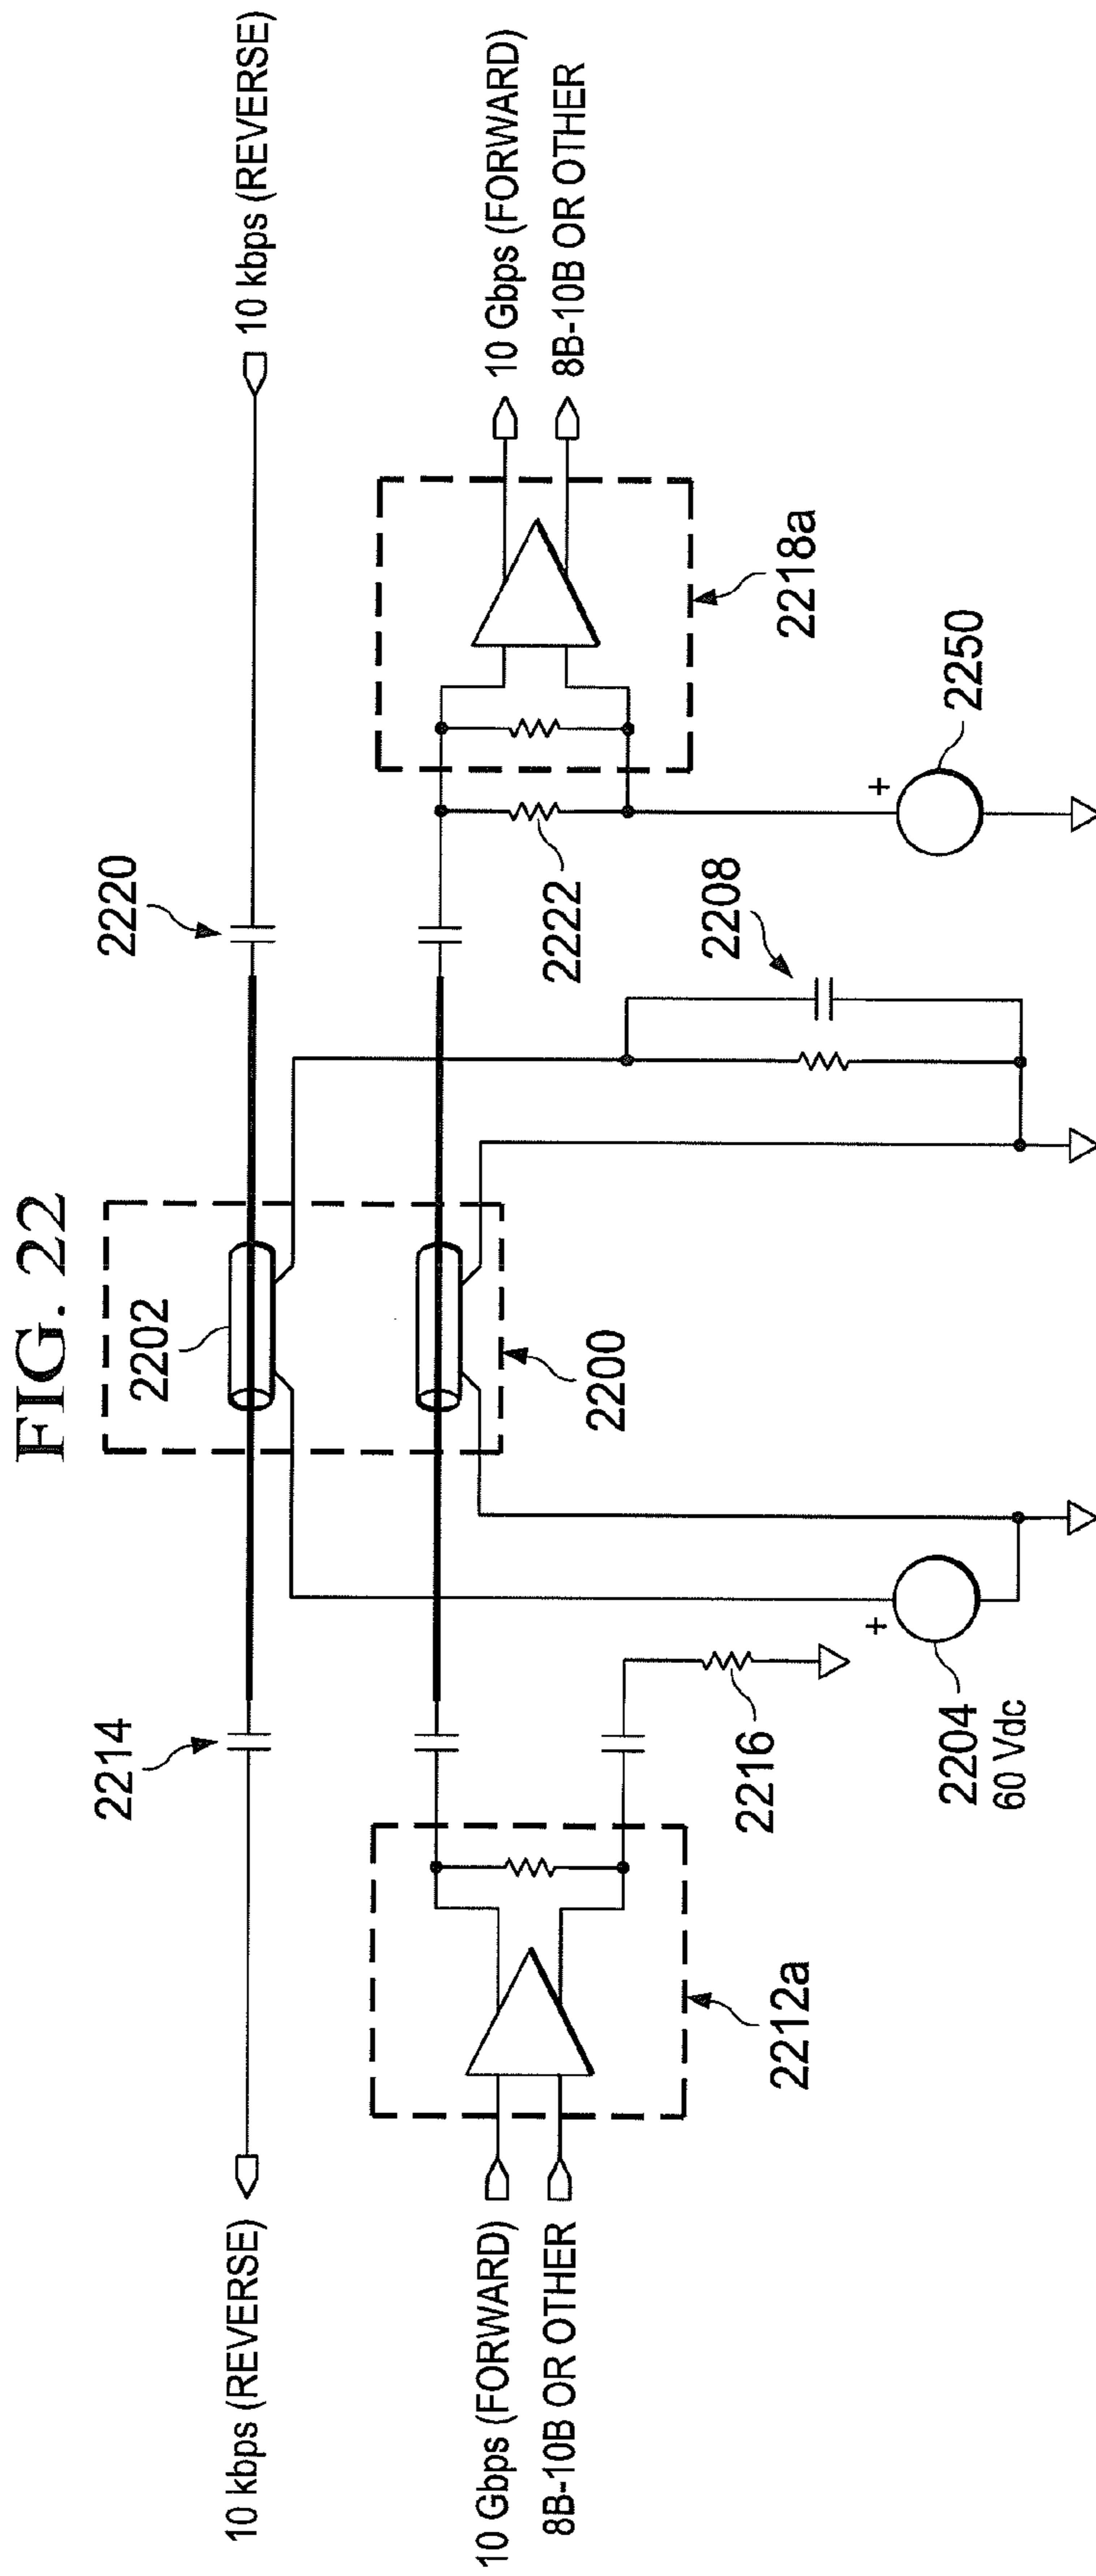 FIG. 22
10 kbps (REVERSE)
2214
2202
2220
10 kbps (REVERSE)
10 Gbps (FORWARD)
8B-10B OR OTHER
2212a
2216
+
2204
60 Vdc
2200
2222
2208
+
2250
2218a
10 Gbps (FORWARD)
8B-10B OR OTHER